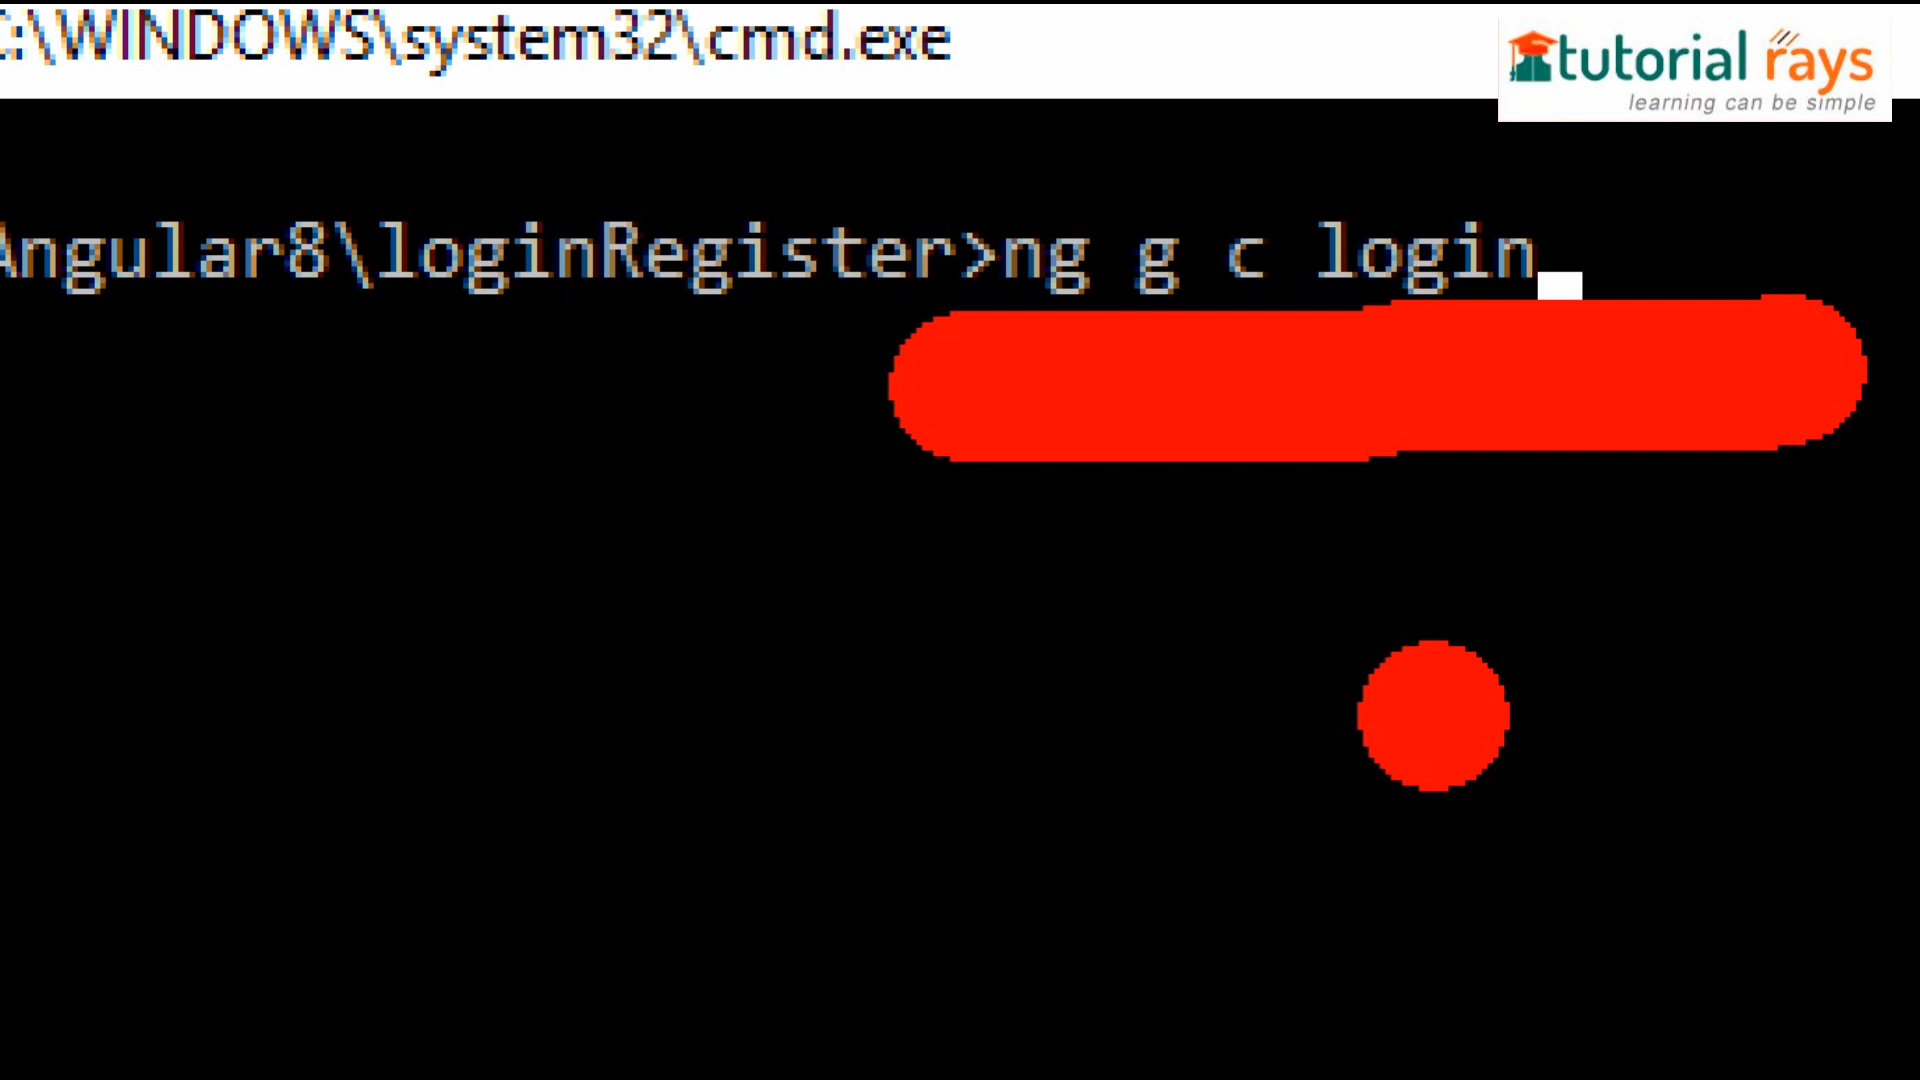 :\WINDOWS\system32\cmd.exe
tutorial rays
learning can be simple
Angular8\loginRegister>ng g c login